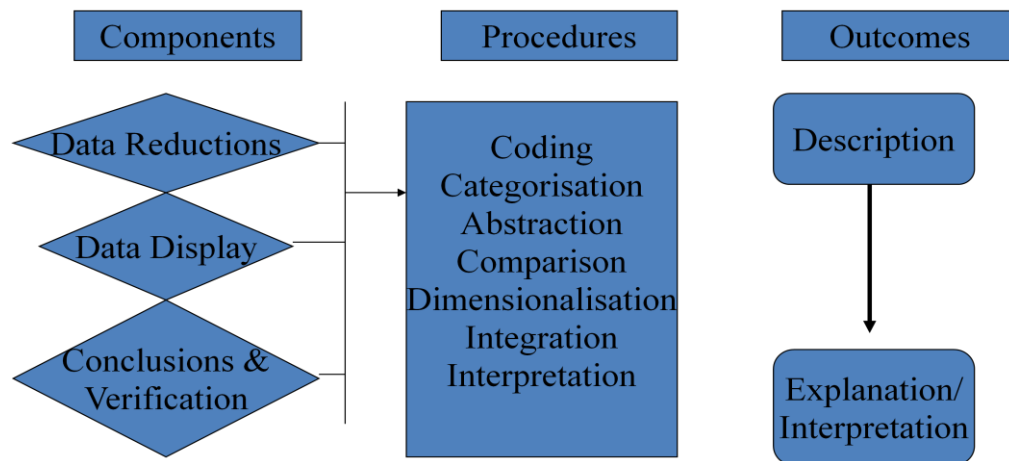 Components
Procedures
Outcomes
Data Reductions
Data Display
Conclusions &
Verification
Coding
Categorisation
Abstraction
Comparison
Dimensionalisation
Integration
Interpretation
Description
Explanation/
Interpretation